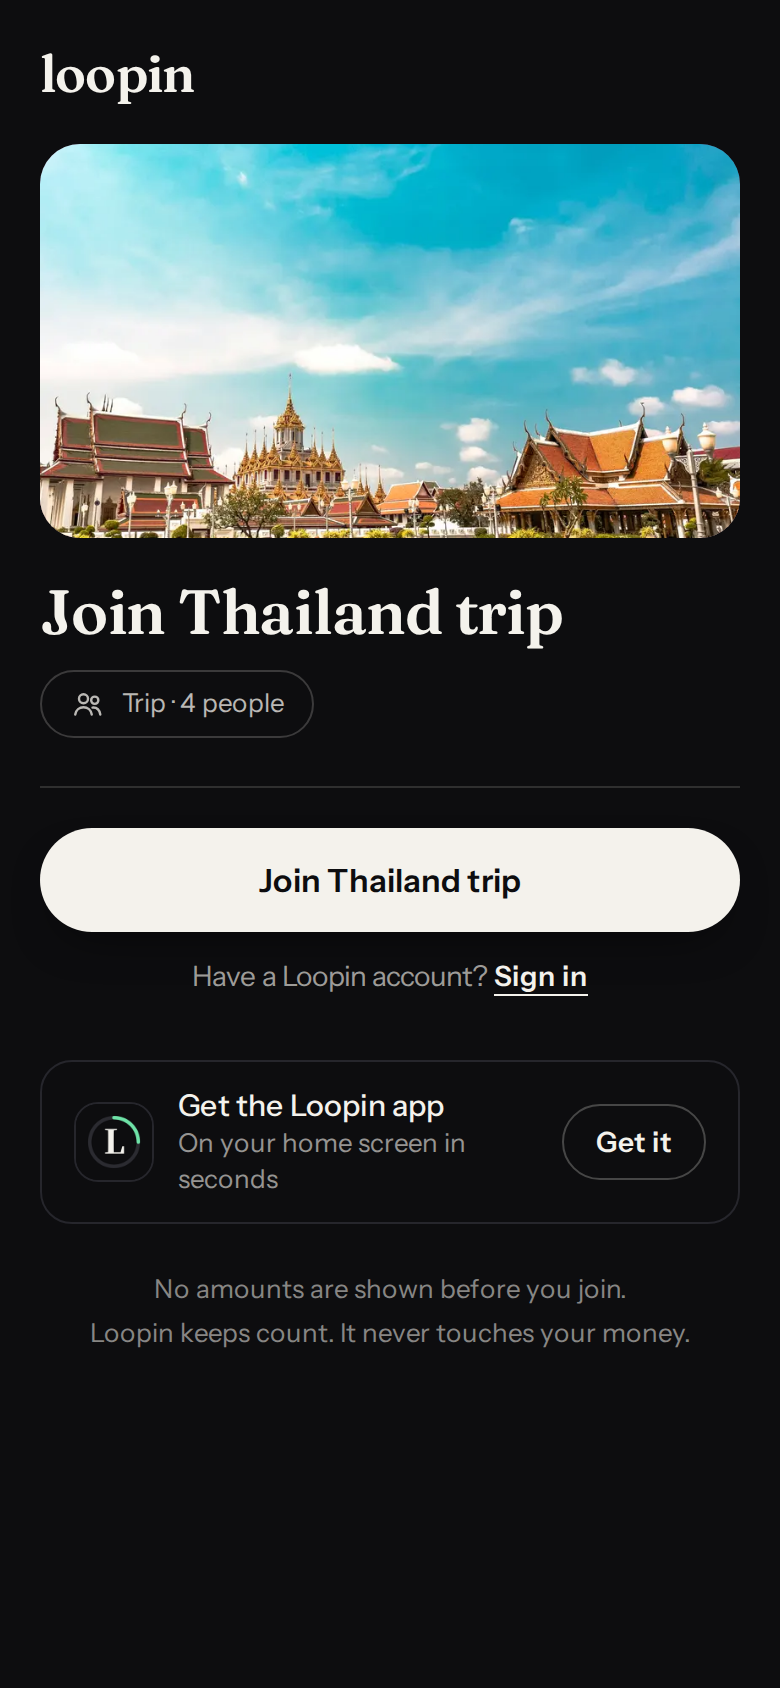 loopin
Join Thailand trip
Trip · 4 people
Join Thailand trip
Have a Loopin account? Sign in
L
Get the Loopin app
On your home screen in
seconds
Get it
No amounts are shown before you join.
Loopin keeps count. It never touches your money.